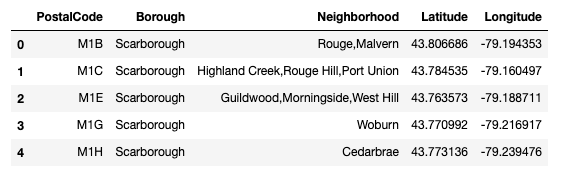 PostalCode Borough Neighborhood Latitude Longitude
0 M1B Scarborough Rouge,Malvern 43.806686 -79.194353
1 M1C Scarborough Highland Creek,Rouge Hill,Port Union 43.784535 -79.160497
2 M1E Scarborough Guildwood,Morningside,West Hill 43.763573 -79.188711
3 M1G Scarborough Woburn 43.770992 -79.216917
4 M1H Scarborough Cedarbrae 43.773136 -79.239476